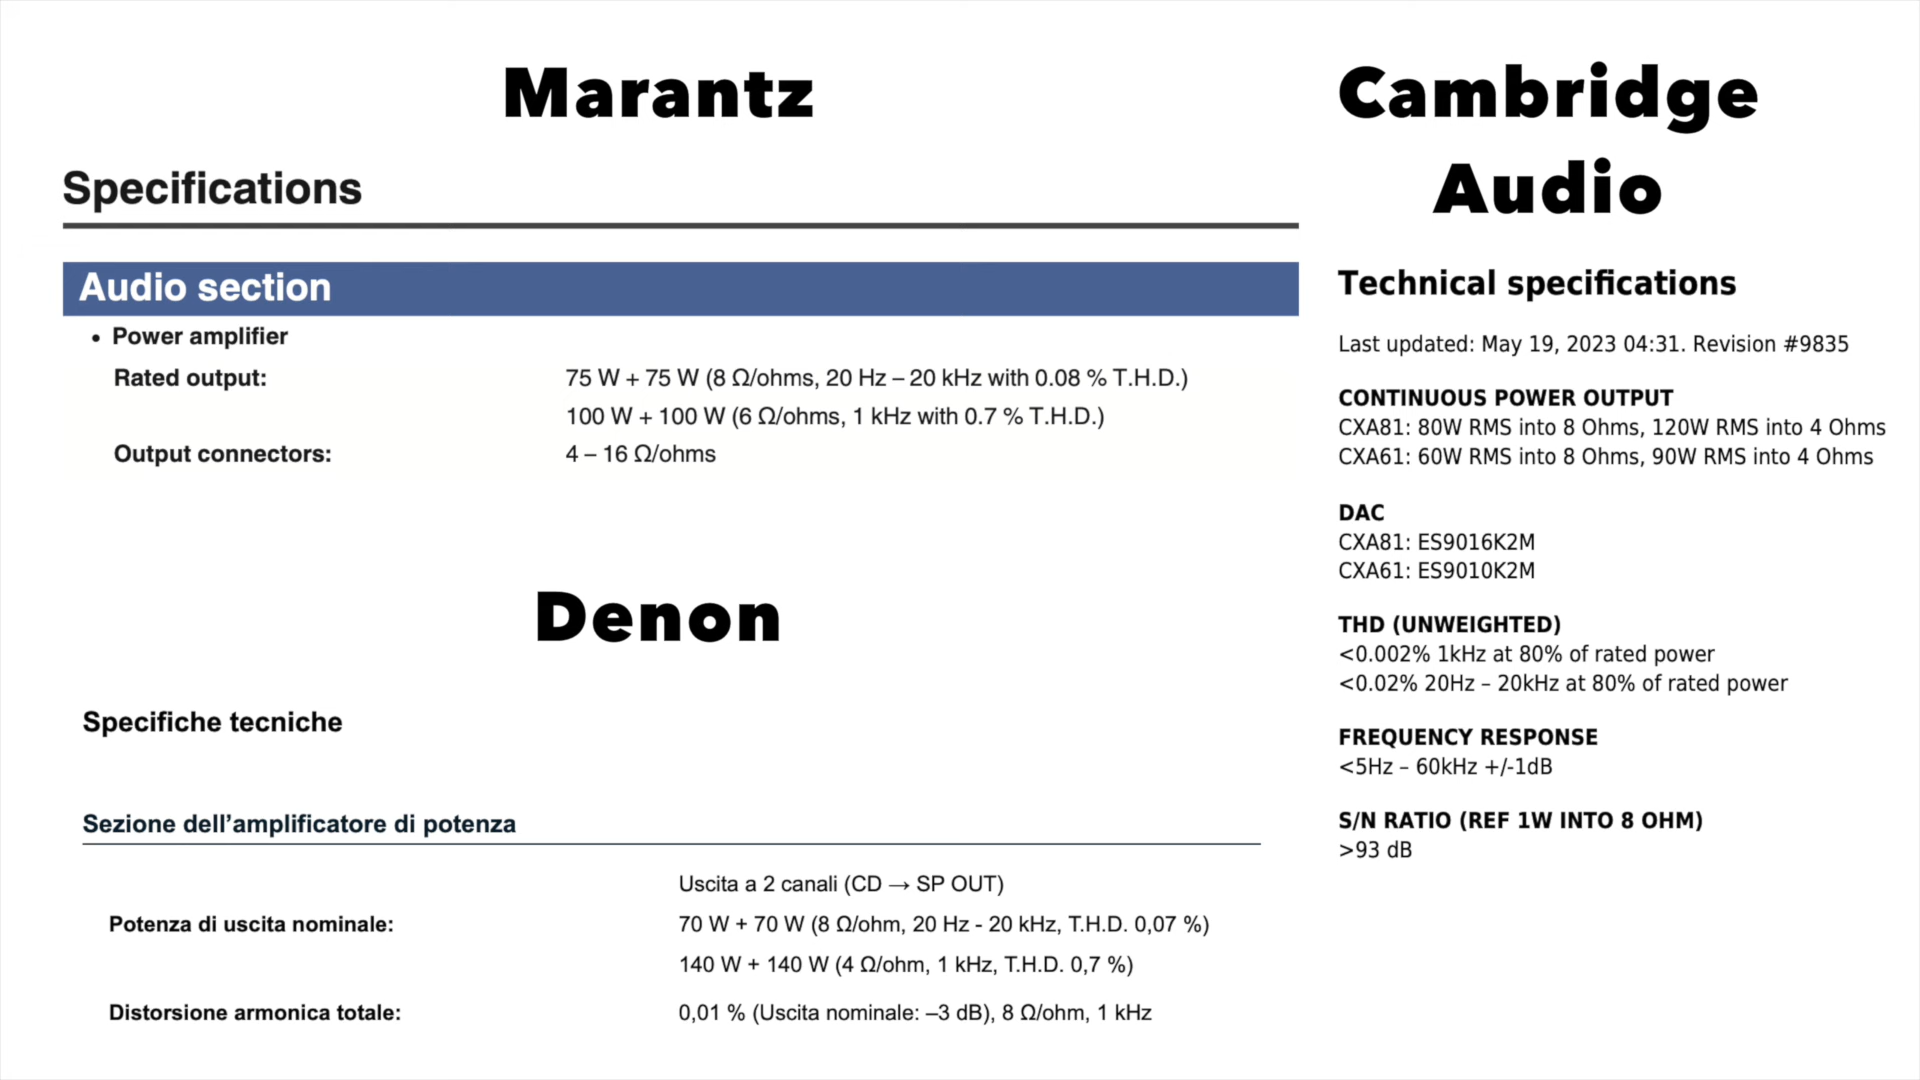 Marantz
Specifications
Audio section
• Power amplifier
Rated output: 75 W + 75 W (8 Ω/ohms, 20 Hz – 20 kHz with 0.08 % T.H.D.)
100 W + 100 W (6 Ω/ohms, 1 kHz with 0.7 % T.H.D.)
Output connectors: 4 – 16 Ω/ohms
Denon
Specifiche tecniche
Sezione dell’amplificatore di potenza
Uscita a 2 canali (CD → SP OUT)
Potenza di uscita nominale: 70 W + 70 W (8 Ω/ohm, 20 Hz - 20 kHz, T.H.D. 0,07 %)
140 W + 140 W (4 Ω/ohm, 1 kHz, T.H.D. 0,7 %)
Distorsione armonica totale: 0,01 % (Uscita nominale: –3 dB), 8 Ω/ohm, 1 kHz
Cambridge
Audio
Technical specifications
Last updated: May 19, 2023 04:31. Revision #9835
CONTINUOUS POWER OUTPUT
CXA81: 80W RMS into 8 Ohms, 120W RMS into 4 Ohms
CXA61: 60W RMS into 8 Ohms, 90W RMS into 4 Ohms
DAC
CXA81: ES9016K2M
CXA61: ES9010K2M
THD (UNWEIGHTED)
<0.002% 1kHz at 80% of rated power
<0.02% 20Hz – 20kHz at 80% of rated power
FREQUENCY RESPONSE
<5Hz – 60kHz +/-1dB
S/N RATIO (REF 1W INTO 8 OHM)
>93 dB